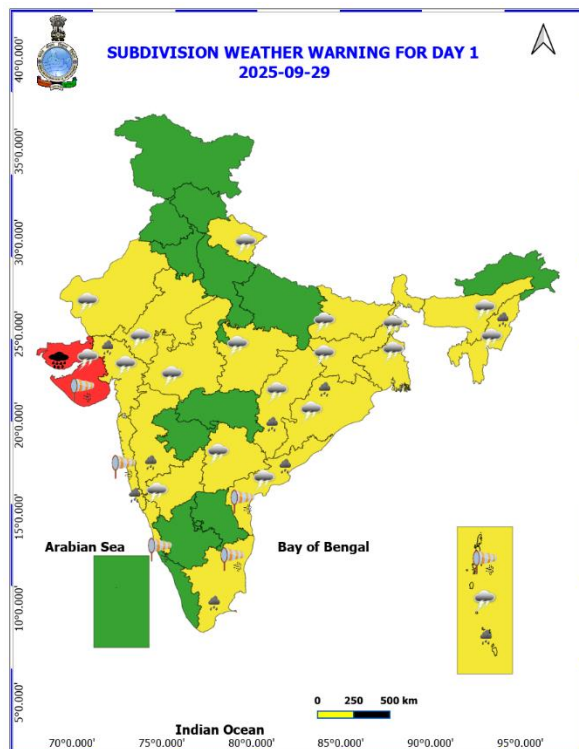 SUBDIVISION WEATHER WARNING FOR DAY 1
2025-09-29
40°0.000'
35°0.000'
30°0.000'
25°0.000'
20°0.000'
15°0.000'
10°0.000'
5°0.000'
Arabian Sea
Bay of Bengal
0 250 500 km
Indian Ocean
70°0.000' 75°0.000' 80°0.000' 85°0.000' 90°0.000' 95°0.000'